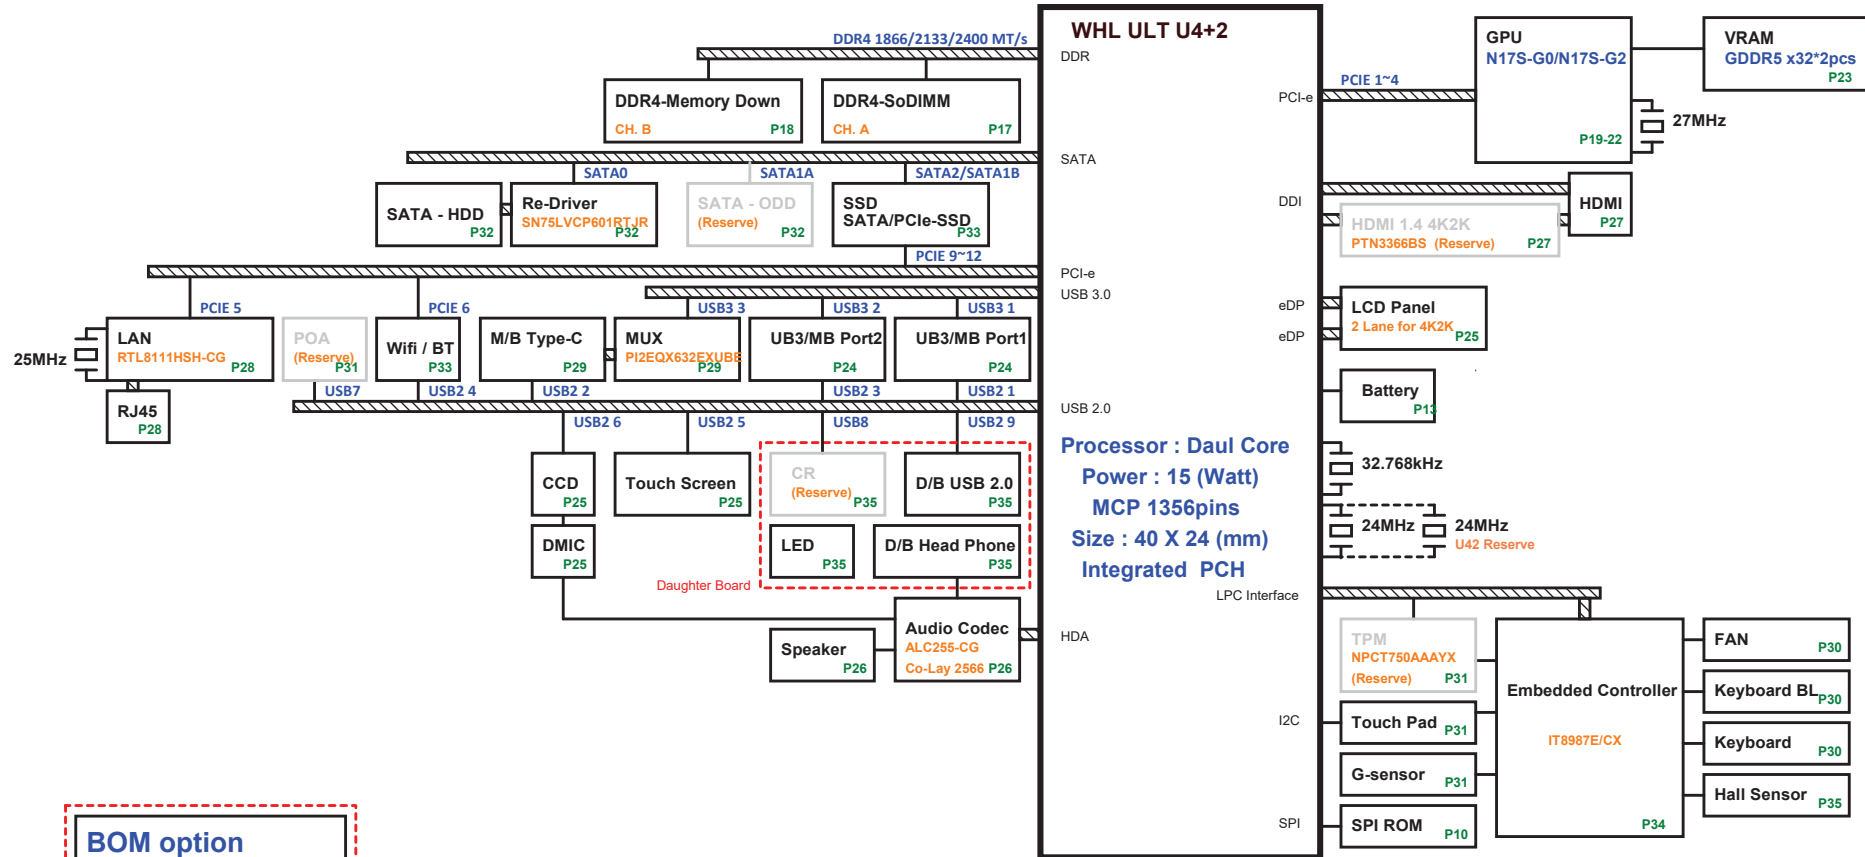 WHL ULT U4+2
DDR4 1866/2133/2400 MT/s
DDR
DDR4-Memory Down
CH. B P18
DDR4-SoDIMM
CH. A P17
SATA
SATA0
SATA1A
SATA2/SATA1B
SATA - HDD
P32
Re-Driver
SN75LVCP601RTJR
P32
SATA - ODD
(Reserve)
P32
SSD
SATA/PCIe-SSD
P33
PCIE 9~12
PCI-e
USB 3.0
PCIE 5
PCIE 6
USB3 3
USB3 2
USB3 1
25MHz
LAN
RTL8111HSH-CG
P28
POA
(Reserve)
P31
Wifi / BT
P33
M/B Type-C
P29
MUX
PI2EQX632EXUBE
P29
UB3/MB Port2
P24
UB3/MB Port1
P24
USB7
USB2 4
USB2 2
USB2 3
USB2 1
RJ45
P28
USB 2.0
USB2 6
USB2 5
USB8
USB2 9
CCD
P25
Touch Screen
P25
CR
(Reserve)
P35
D/B USB 2.0
P35
DMIC
P25
LED
P35
D/B Head Phone
P35
Daughter Board
Speaker
P26
Audio Codec
ALC255-CG
Co-Lay 2566 P26
HDA
Processor : Daul Core
Power : 15 (Watt)
MCP 1356pins
Size : 40 X 24 (mm)
Integrated PCH
PCI-e
PCIE 1~4
GPU
N17S-G0/N17S-G2
P19-22
VRAM
GDDR5 x32*2pcs
P23
27MHz
DDI
HDMI 1.4 4K2K
PTN3366BS (Reserve) P27
HDMI
P27
eDP
eDP
LCD Panel
2 Lane for 4K2K
P25
Battery
P13
32.768kHz
24MHz
24MHz
U42 Reserve
LPC Interface
TPM
NPCT750AAAYX
(Reserve) P31
Embedded Controller
IT8987E/CX
P34
FAN
P30
Keyboard BL
P30
Keyboard
P30
Hall Sensor
P35
I2C
Touch Pad
P31
G-sensor
P31
SPI
SPI ROM
P10
BOM option